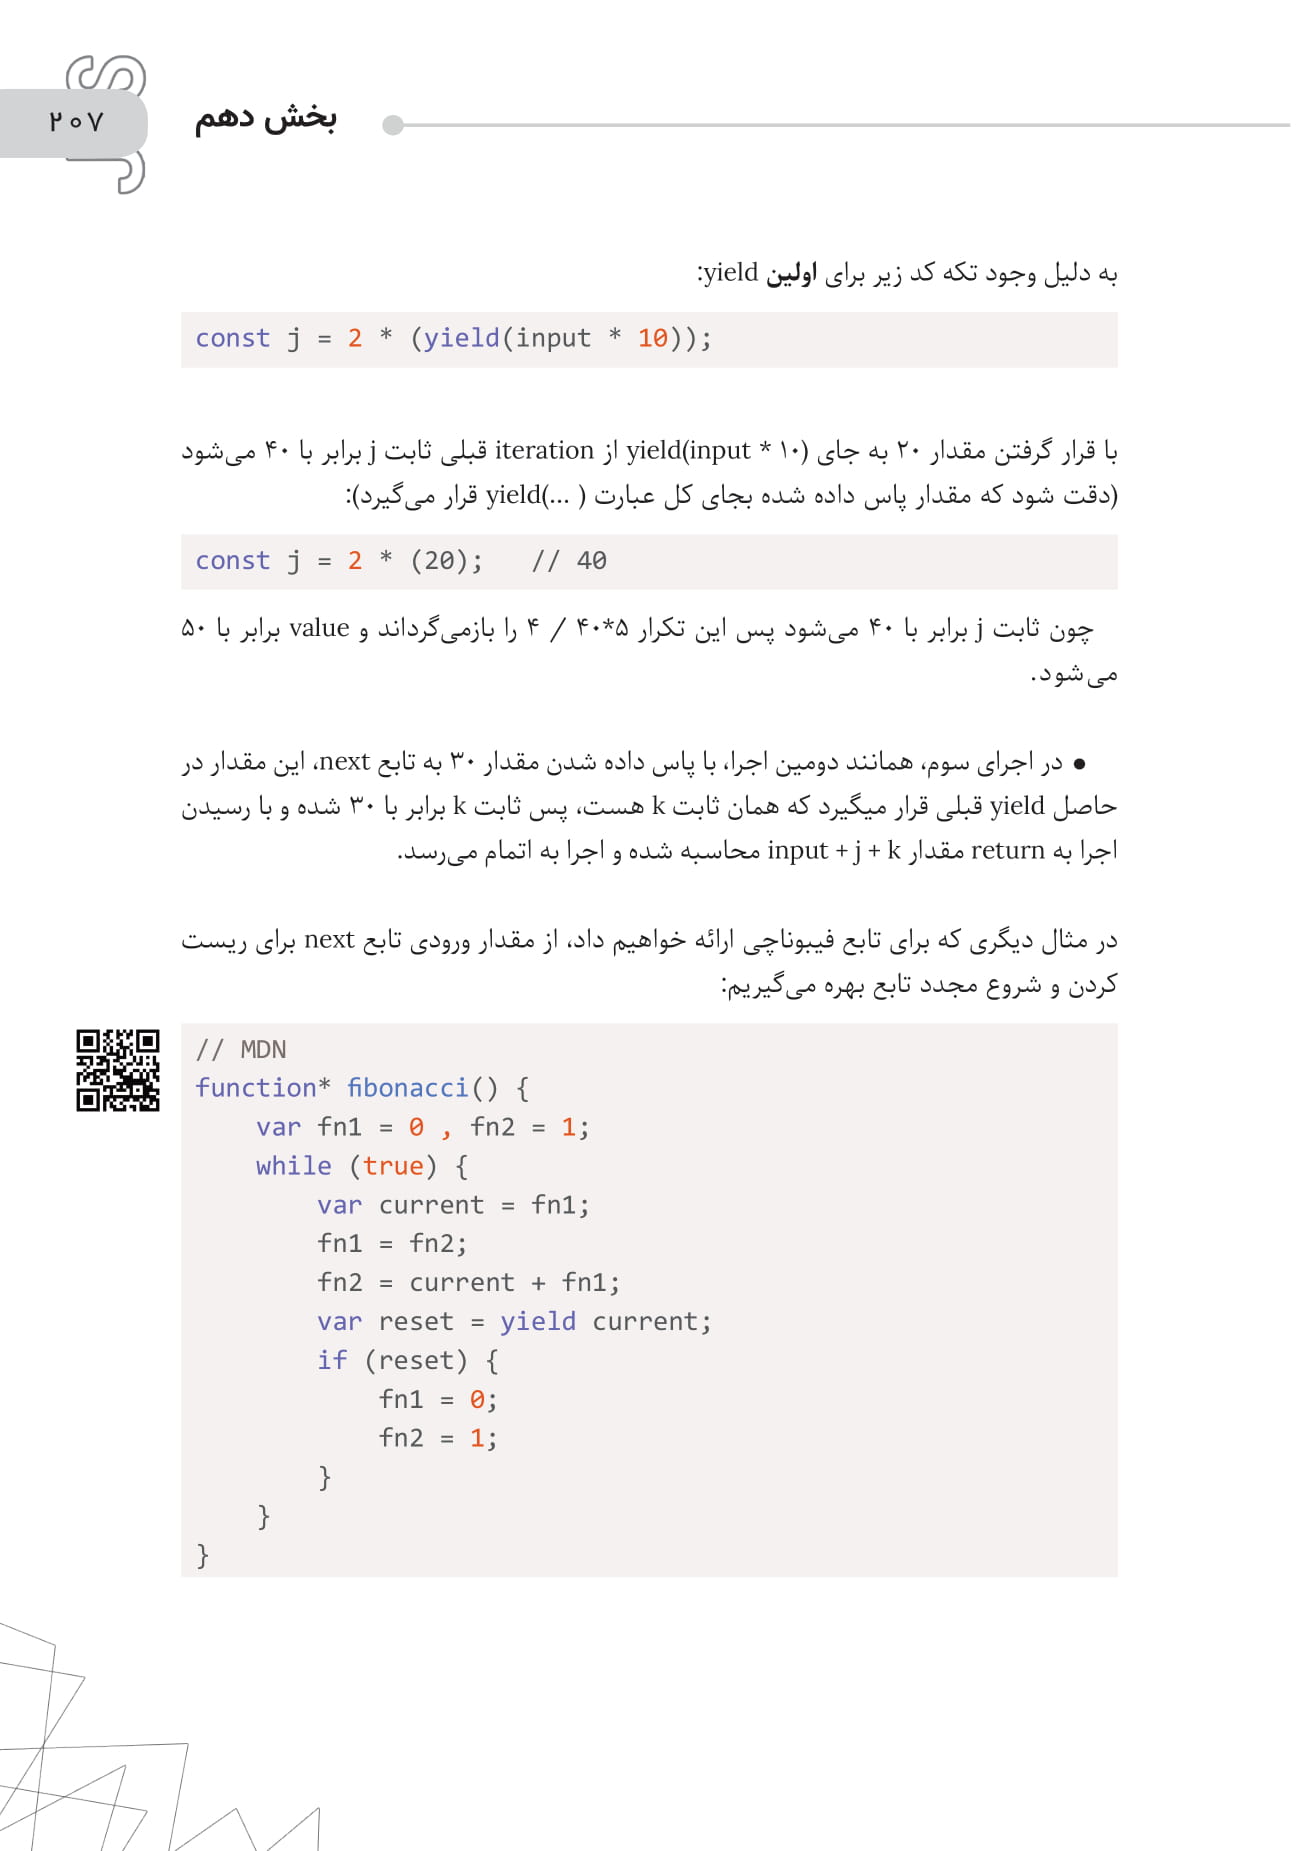 ۲۰۷
بخش دهم
به دلیل وجود تکه کد زیر برای اولین yield:
const j = 2 * (yield(input * 10));
با قرار گرفتن مقدار ۲۰ به جای yield(input * ۱۰) از iteration قبلی ثابت j برابر با ۴۰ می‌شود
(دقت شود که مقدار پاس داده شده بجای کل عبارت yield(... ) قرار می‌گیرد):
const j = 2 * (20);   // 40
چون ثابت j برابر با ۴۰ می‌شود پس این تکرار ۵*۴۰ / ۴ را بازمی‌گرداند و value برابر با ۵۰
می‌شود.
● در اجرای سوم، همانند دومین اجرا، با پاس داده شدن مقدار ۳۰ به تابع next، این مقدار در
حاصل yield قبلی قرار میگیرد که همان ثابت k هست، پس ثابت k برابر با ۳۰ شده و با رسیدن
اجرا به return مقدار input + j + k محاسبه شده و اجرا به اتمام می‌رسد.
در مثال دیگری که برای تابع فیبوناچی ارائه خواهیم داد، از مقدار ورودی تابع next برای ریست
کردن و شروع مجدد تابع بهره می‌گیریم:
// MDN
function* fibonacci() {
    var fn1 = 0 , fn2 = 1;
    while (true) {
        var current = fn1;
        fn1 = fn2;
        fn2 = current + fn1;
        var reset = yield current;
        if (reset) {
            fn1 = 0;
            fn2 = 1;
        }
    }
}